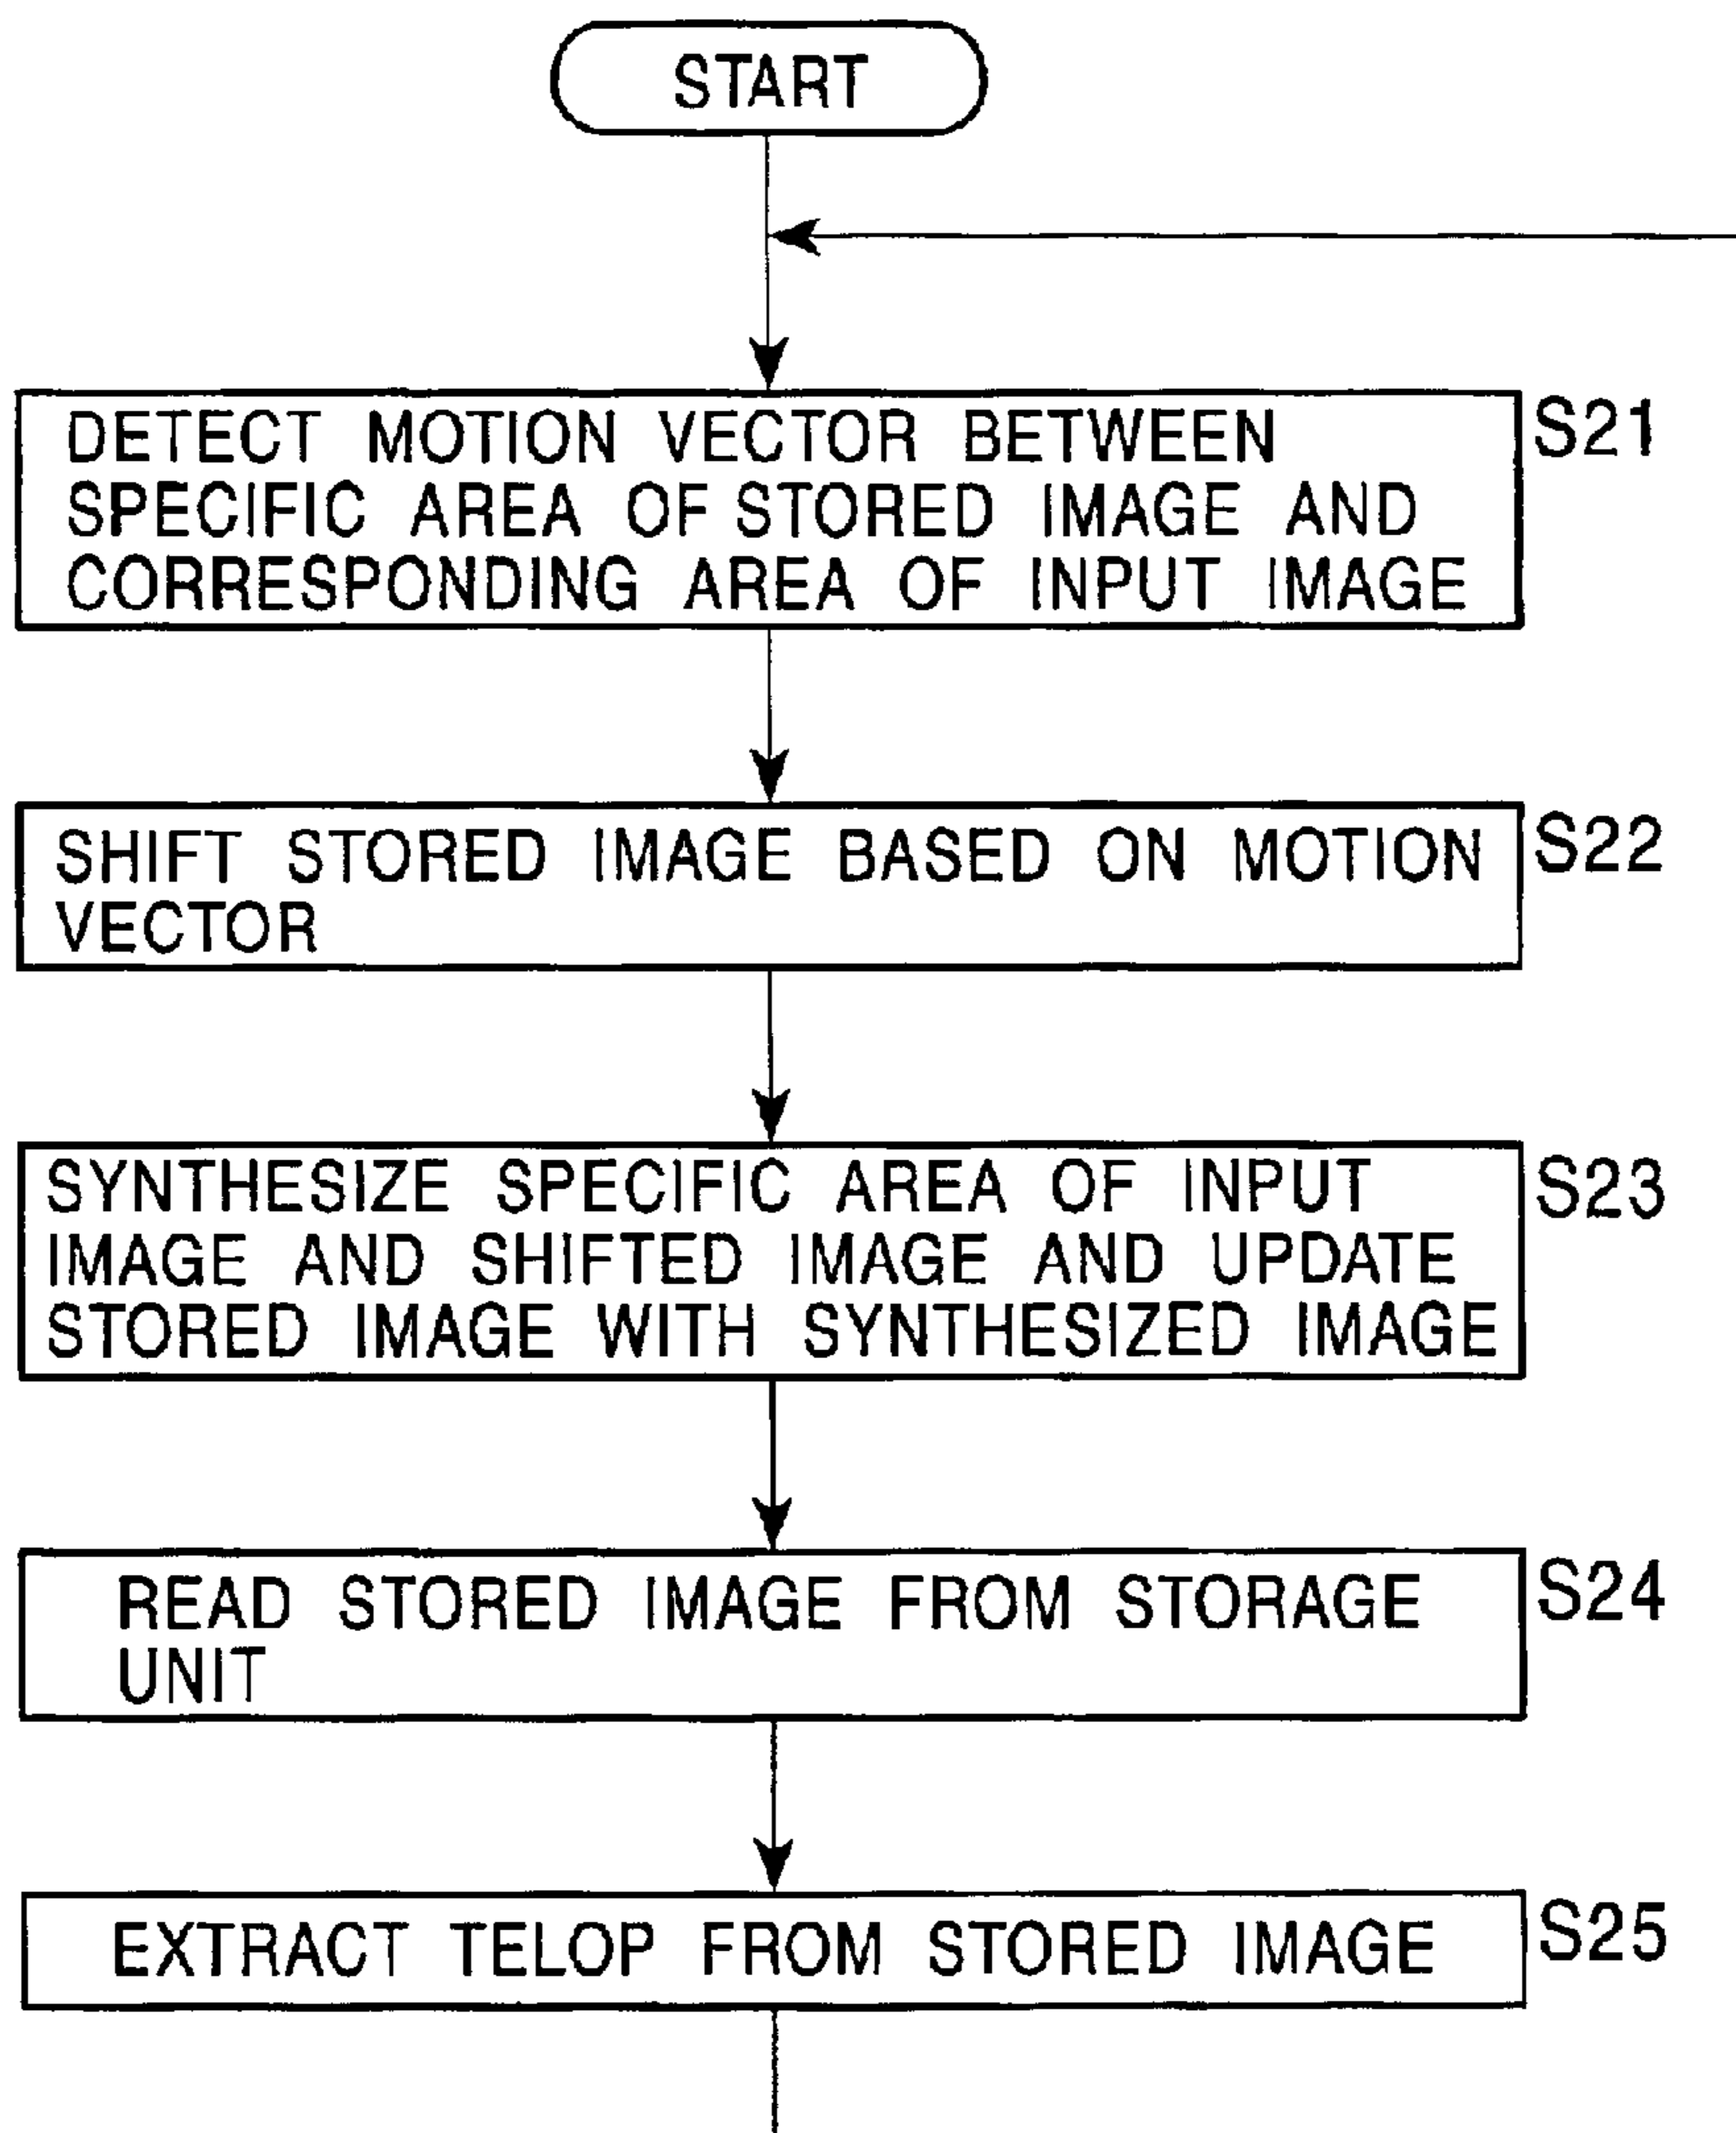 START
DETECT MOTION VECTOR BETWEEN
SPECIFIC AREA OF STORED IMAGE AND
CORRESPONDING AREA OF INPUT IMAGE
S21
SHIFT STORED IMAGE BASED ON MOTION
VECTOR
S22
SYNTHESIZE SPECIFIC AREA OF INPUT
IMAGE AND SHIFTED IMAGE AND UPDATE
STORED IMAGE WITH SYNTHESIZED IMAGE
S23
READ STORED IMAGE FROM STORAGE
UNIT
S24
EXTRACT TELOP FROM STORED IMAGE
S25